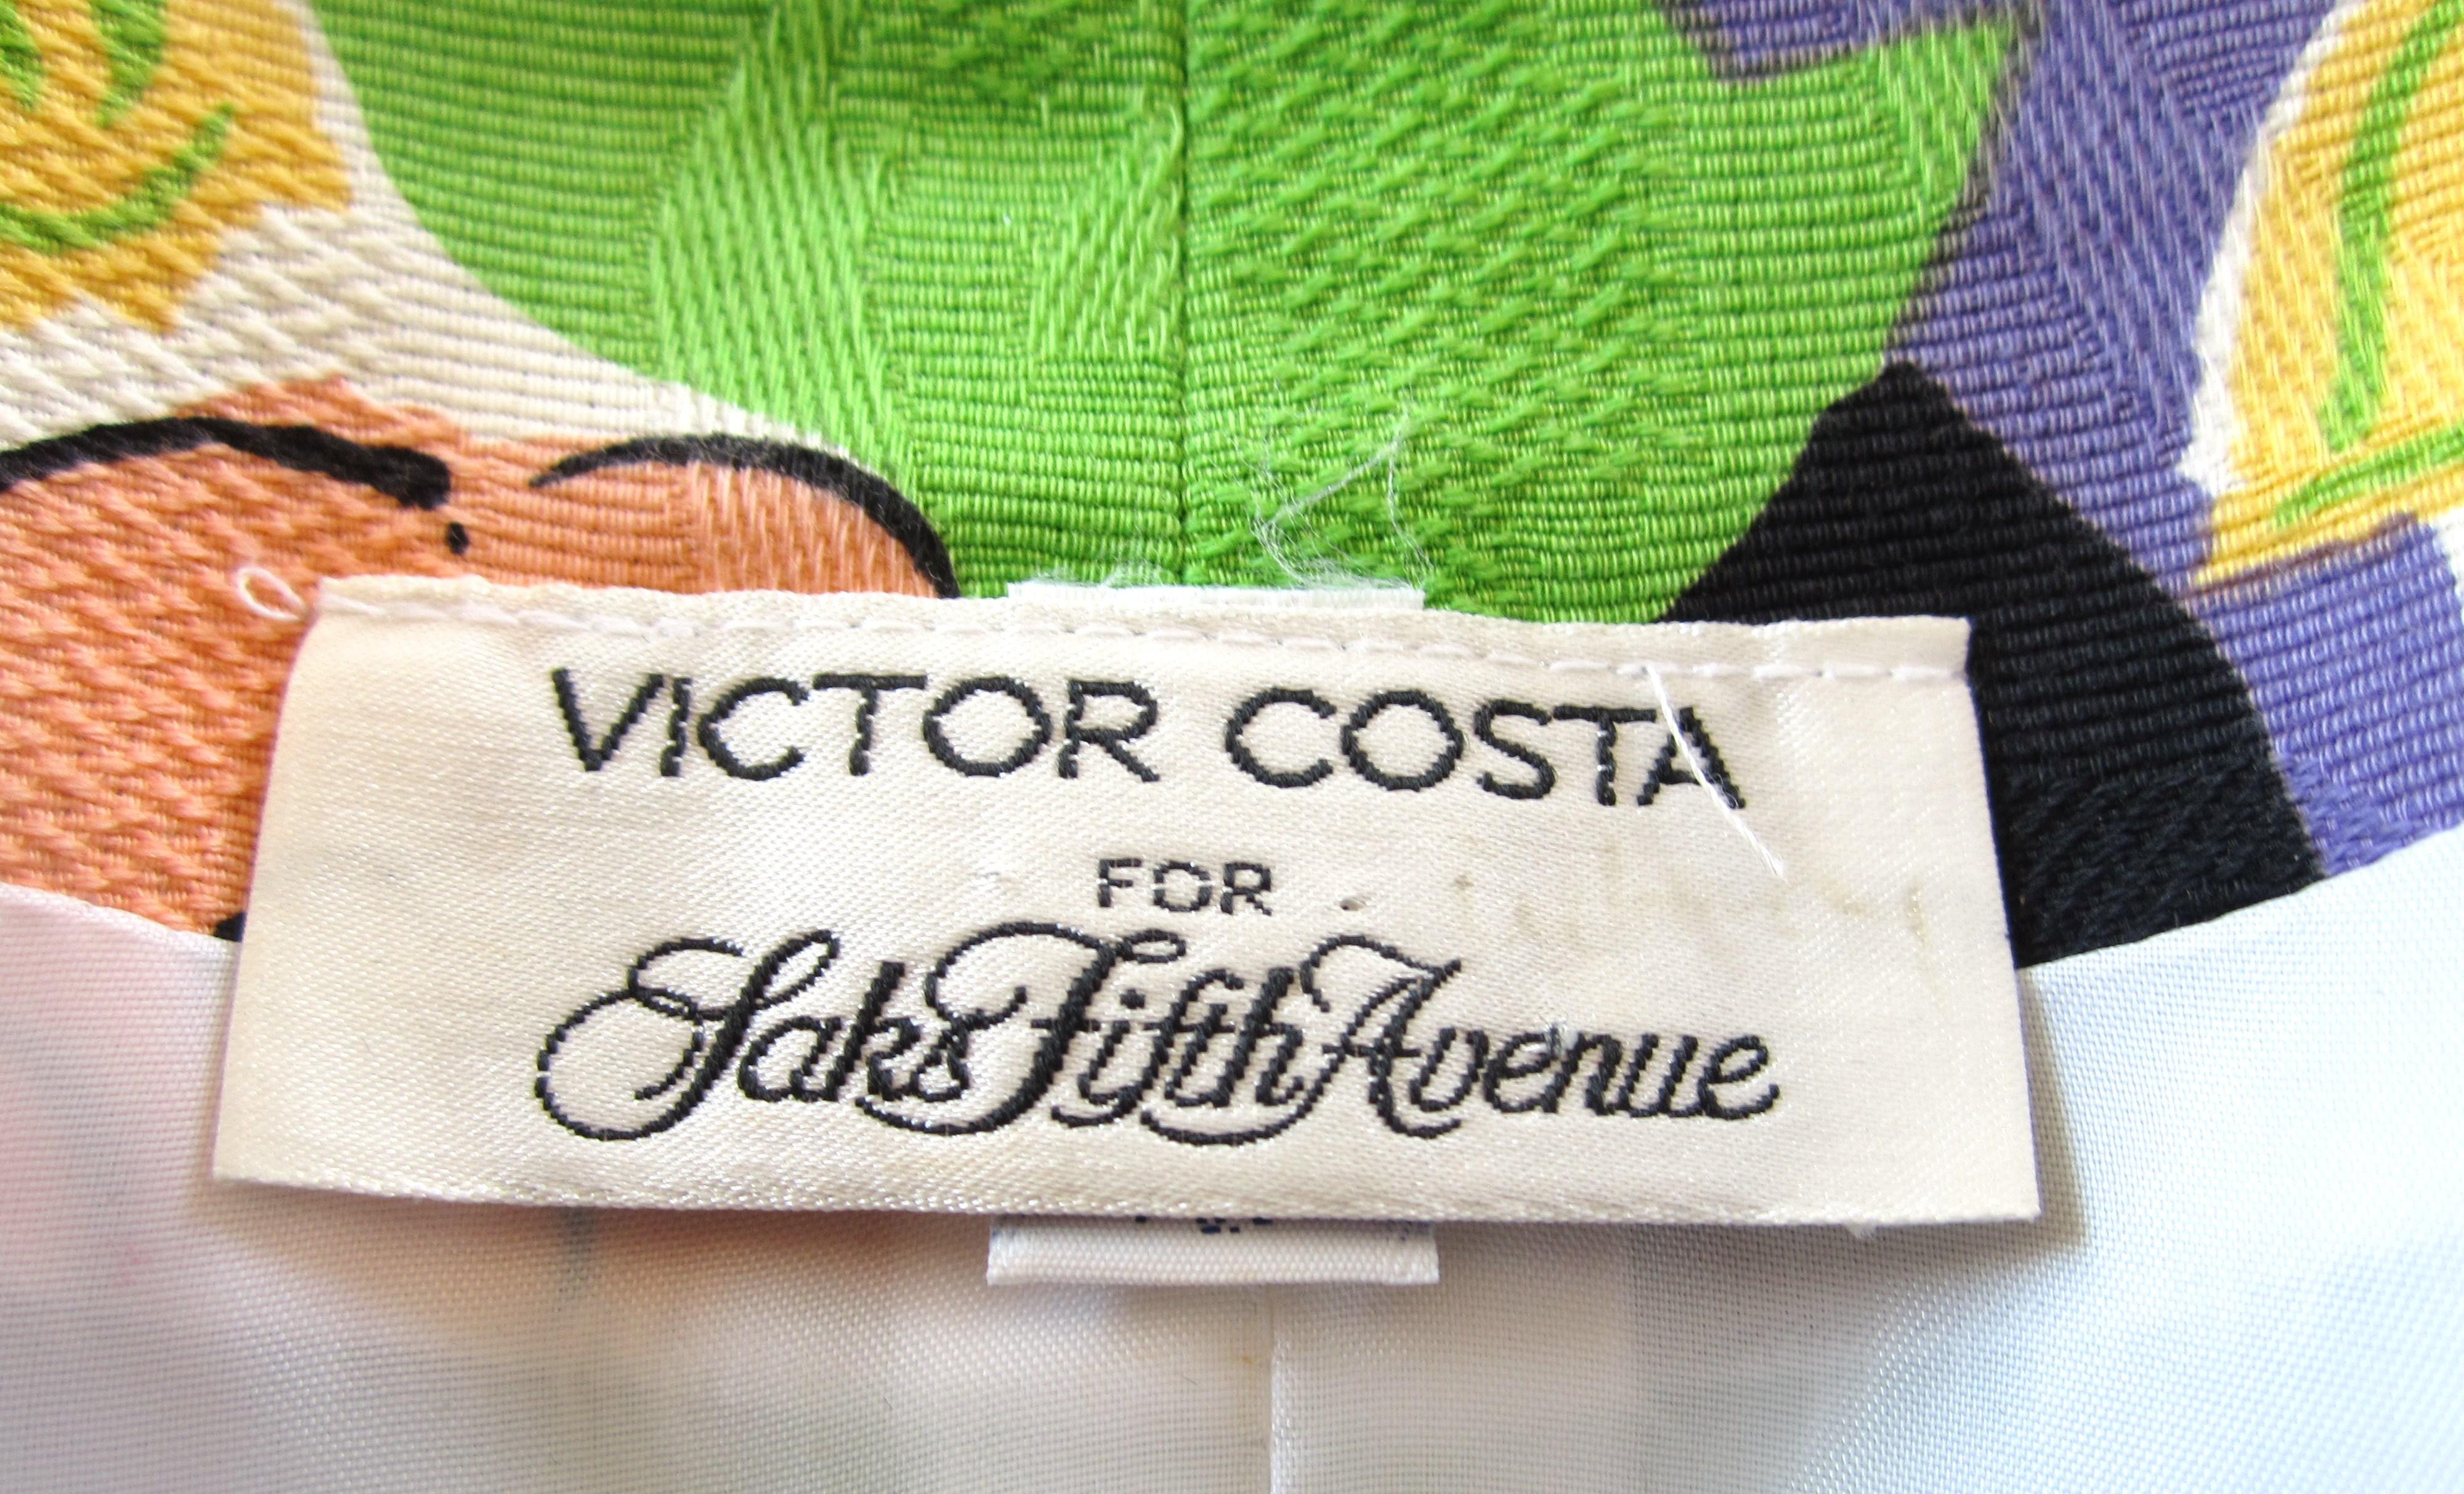 VICTOR COSTA
FOR
Saks Fifth Avenue